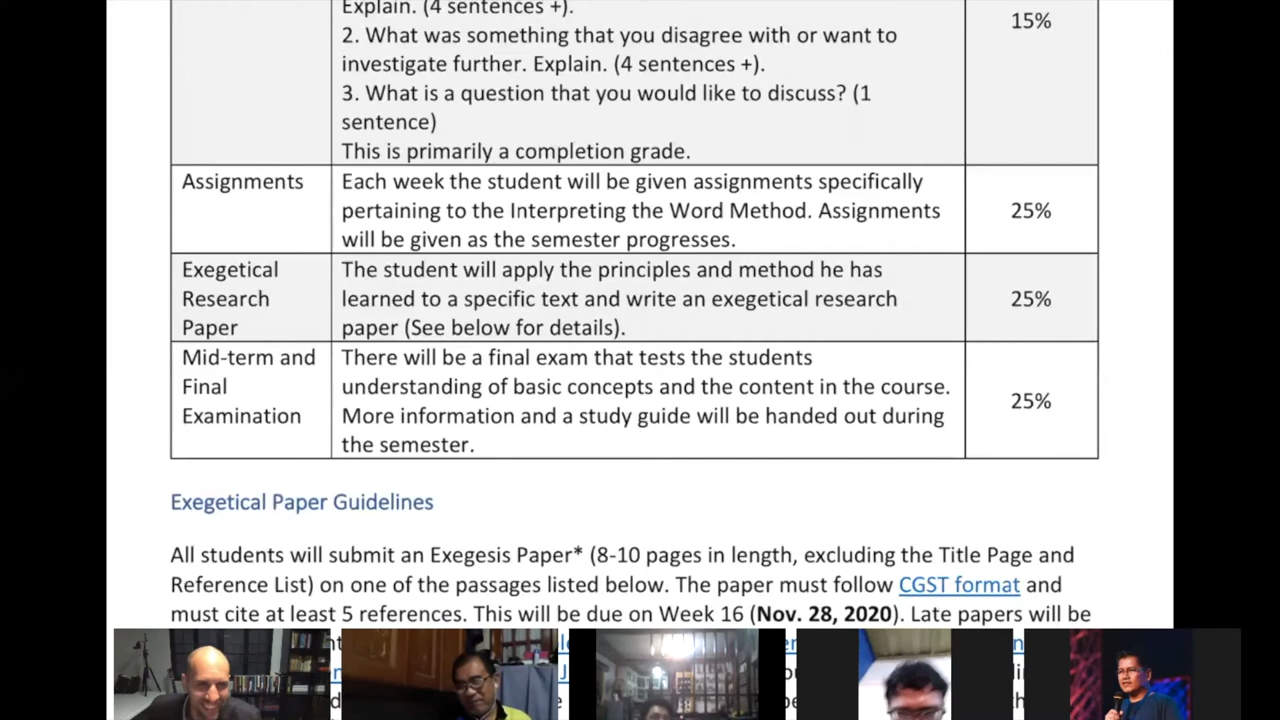 Explain. (4 sentences +).
15%
2. What was something that you disagree with or want to
investigate further. Explain. (4 sentences +).
3. What is a question that you would like to discuss? (1
sentence)
This is primarily a completion grade.
Assignments
Each week the student will be given assignments specifically
pertaining to the Interpreting the Word Method. Assignments
will be given as the semester progresses.
25%
Exegetical
Research
Paper
The student will apply the principles and method he has
learned to a specific text and write an exegetical research
paper (See below for details).
25%
Mid-term and
Final
Examination
There will be a final exam that tests the students
understanding of basic concepts and the content in the course.
More information and a study guide will be handed out during
the semester.
25%
Exegetical Paper Guidelines
All students will submit an Exegesis Paper* (8-10 pages in length, excluding the Title Page and
Reference List) on one of the passages listed below. The paper must follow CGST format and
must cite at least 5 references. This will be due on Week 16 (Nov. 28, 2020). Late papers will be